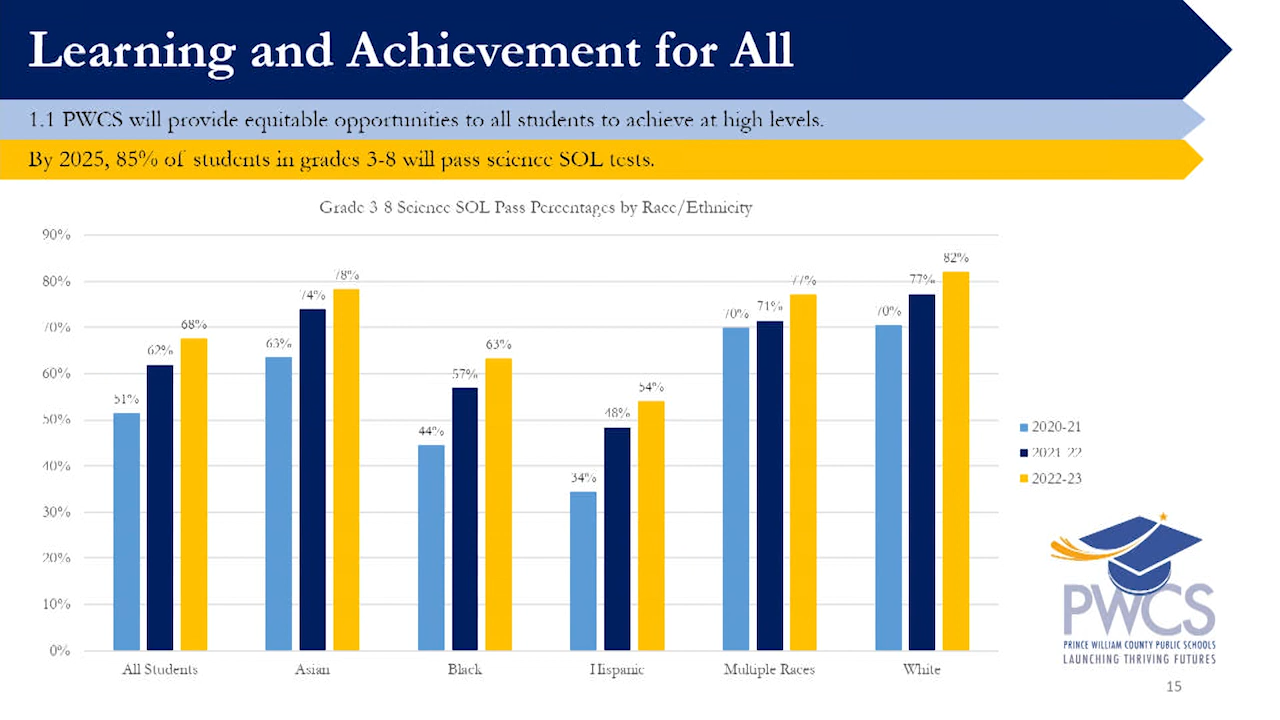 Learning and Achievement for All
1.1 PWCS will provide equitable opportunities to all students to achieve at high levels.
By 2025, 85% of students in grades 3-8 will pass science SOL tests.
Grade 3-8 Science SOL Pass Percentages by Race/Ethnicity
90%
80%
70%
60%
50%
40%
30%
20%
10%
0%
51% 62% 68%
63% 74% 78%
44% 57% 63%
34% 48% 54%
70% 71% 77%
70% 77% 82%
All Students Asian Black Hispanic Multiple Races White
2020-21
2021-22
2022-23
PWCS
PRINCE WILLIAM COUNTY PUBLIC SCHOOLS
LAUNCHING THRIVING FUTURES
15